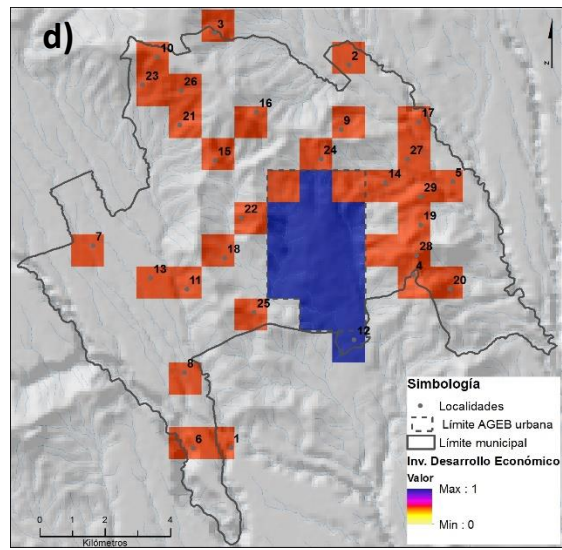 d)
3
N
10
2
23
26
16
17
21
9
27
15
24
14
5
29
22
19
7
18
28
13
11
4
20
25
12
8
6
1
Simbología
Localidades
Límite AGEB urbana
Límite municipal
Inv. Desarrollo Económico
Valor
Max : 1
Min : 0
0 2 4
Kilómetros